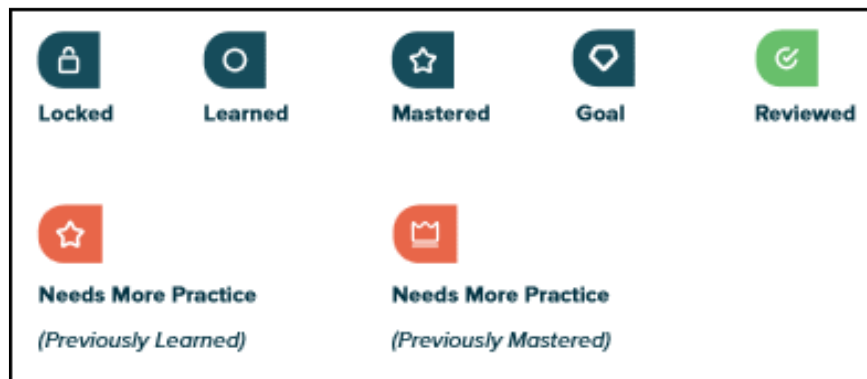 Locked Learned Mastered Goal Reviewed
Needs More Practice Needs More Practice
(Previously Learned) (Previously Mastered)